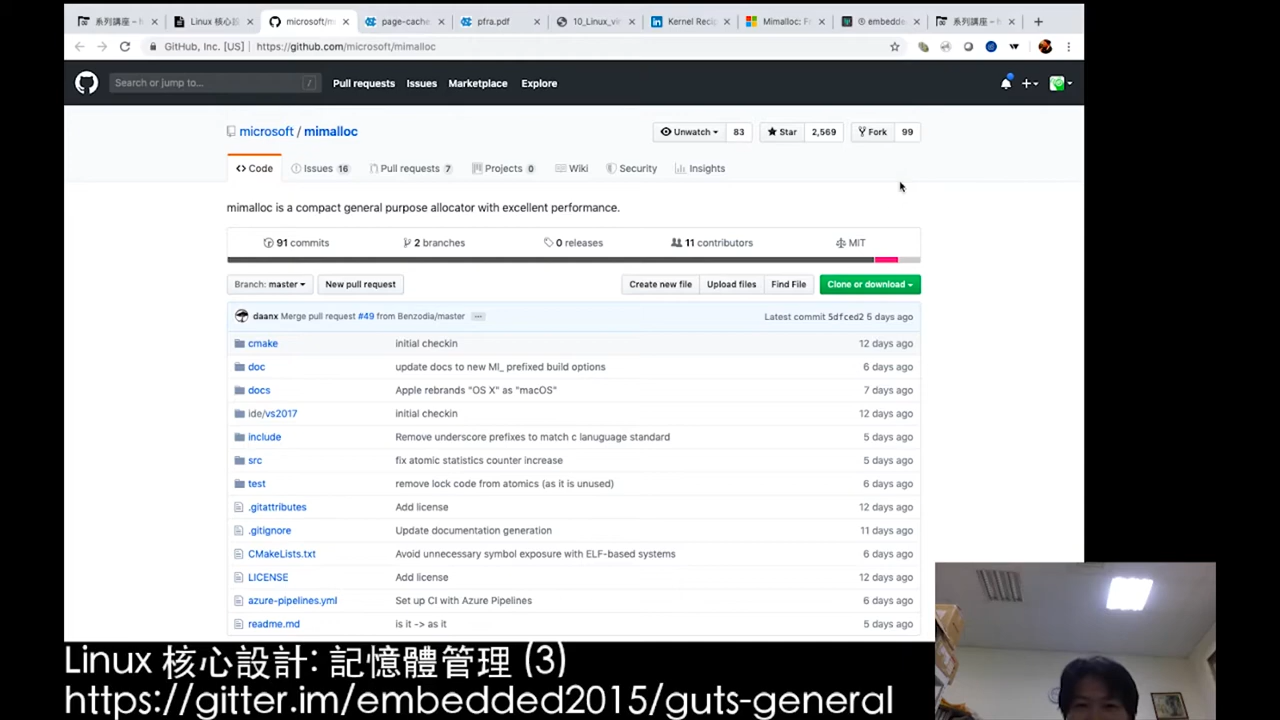 系列講座 - h
Linux 核心設
microsoft/mi
page-cache
pfra.pdf
10_Linux_vir
Kernel Recip
Mimalloc: Fr
embedde
系列講座 - h
GitHub, Inc. [US] | https://github.com/microsoft/mimalloc
Search or jump to... /
Pull requests Issues Marketplace Explore
microsoft / mimalloc
Unwatch 83 Star 2,569 Fork 99
Code Issues 16 Pull requests 7 Projects 0 Wiki Security Insights
mimalloc is a compact general purpose allocator with excellent performance.
91 commits 2 branches 0 releases 11 contributors MIT
Branch: master New pull request Create new file Upload files Find File Clone or download
daanx Merge pull request #49 from Benzodia/master ... Latest commit 5dfced2 5 days ago
cmake initial checkin 12 days ago
doc update docs to new MI_ prefixed build options 6 days ago
docs Apple rebrands "OS X" as "macOS" 7 days ago
ide/vs2017 initial checkin 12 days ago
include Remove underscore prefixes to match c lanuguage standard 5 days ago
src fix atomic statistics counter increase 5 days ago
test remove lock code from atomics (as it is unused) 6 days ago
.gitattributes Add license 12 days ago
.gitignore Update documentation generation 11 days ago
CMakeLists.txt Avoid unnecessary symbol exposure with ELF-based systems 6 days ago
LICENSE Add license 12 days ago
azure-pipelines.yml Set up CI with Azure Pipelines 6 days ago
readme.md is it -> as it 5 days ago
Linux 核心設計: 記憶體管理 (3)
https://gitter.im/embedded2015/guts-general